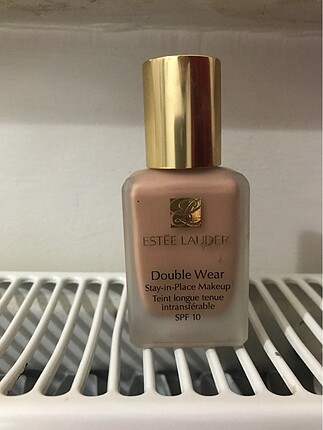 ESTĒE LAUDER
Double Wear
Stay-in-Place Makeup
Teint longue tenue
intransférable
SPF 10